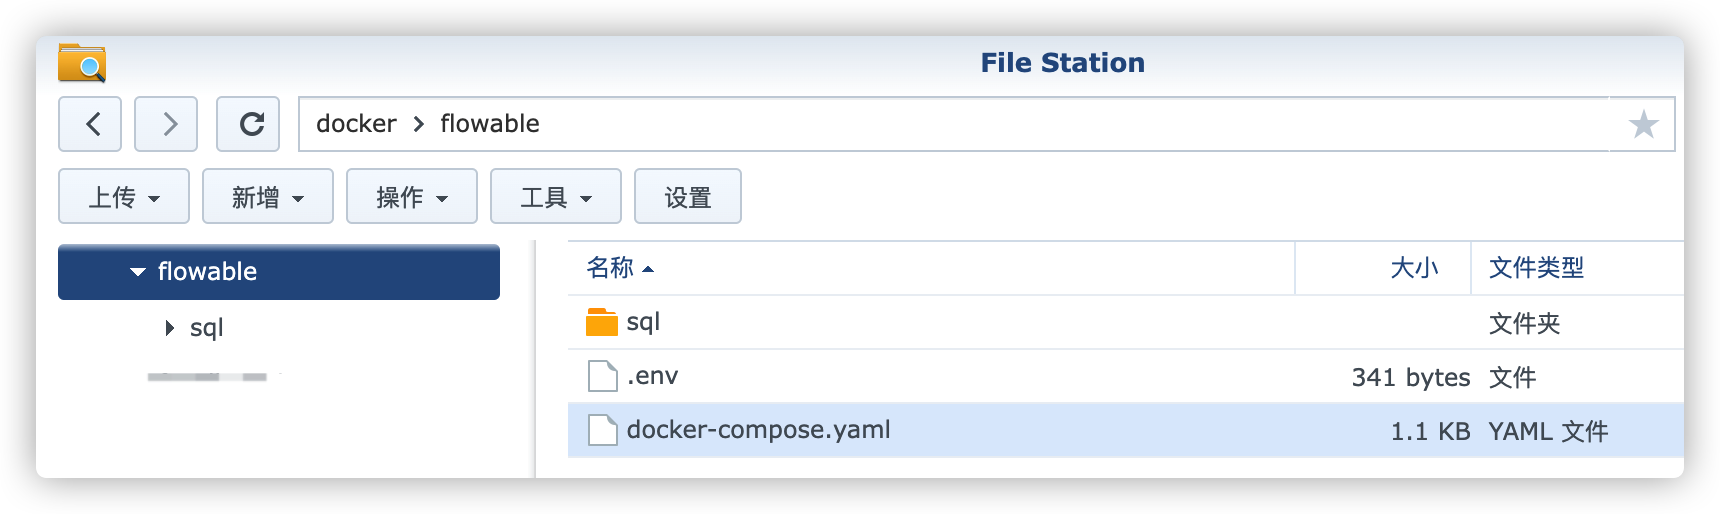 File Station
docker > flowable
上传 新增 操作 工具 设置
flowable
sql
名称 大小 文件类型
sql 文件夹
.env 341 bytes 文件
docker-compose.yaml 1.1 KB YAML 文件